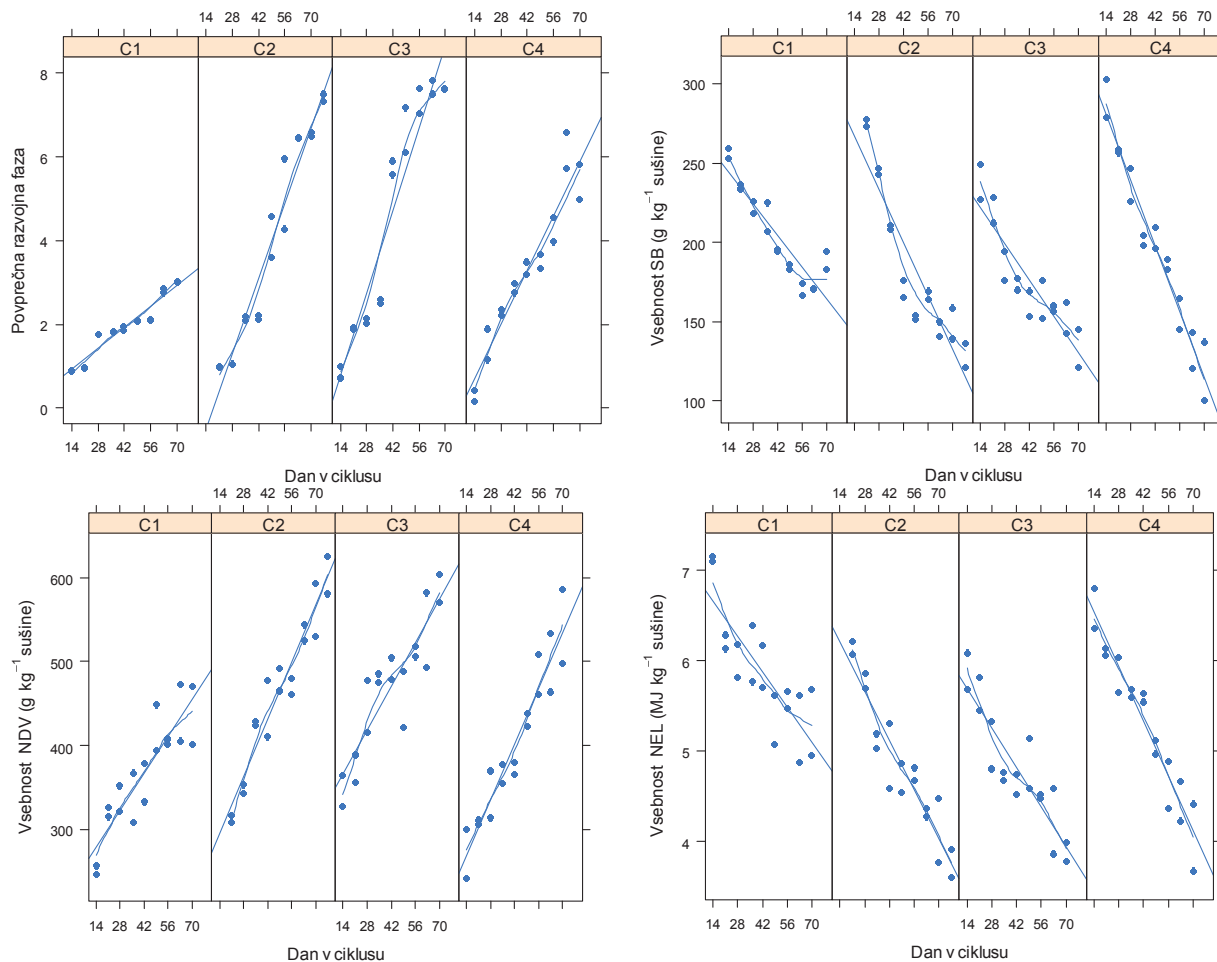 14 28 42 56 70 14 28 42 56 70
C1 C2 C3 C4
Povprečna razvojna faza
8
6
4
2
0
14 28 42 56 70 14 28 42 56 70
Dan v ciklusu
14 28 42 56 70 14 28 42 56 70
C1 C2 C3 C4
Vsebnost SB (g kg⁻¹ sušine)
300
250
200
150
100
14 28 42 56 70 14 28 42 56 70
Dan v ciklusu
14 28 42 56 70 14 28 42 56 70
C1 C2 C3 C4
Vsebnost NDV (g kg⁻¹ sušine)
600
500
400
300
14 28 42 56 70 14 28 42 56 70
Dan v ciklusu
14 28 42 56 70 14 28 42 56 70
C1 C2 C3 C4
Vsebnost NEL (MJ kg⁻¹ sušine)
7
6
5
4
14 28 42 56 70 14 28 42 56 70
Dan v ciklusu